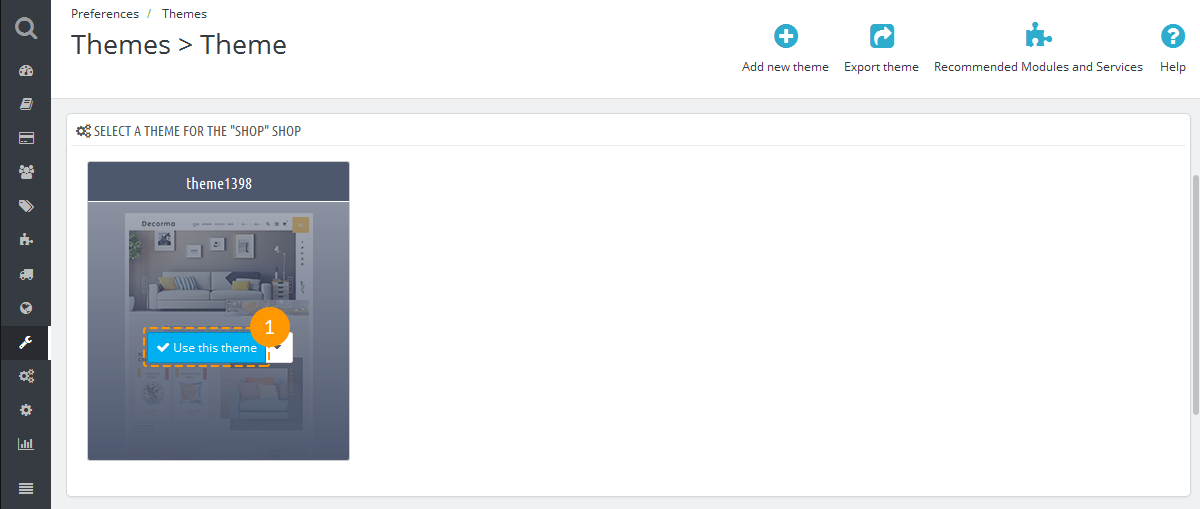 Preferences / Themes
Themes > Theme
Add new theme
Export theme
Recommended Modules and Services
Help
SELECT A THEME FOR THE "SHOP" SHOP
theme1398
Decorma
1
Use this theme